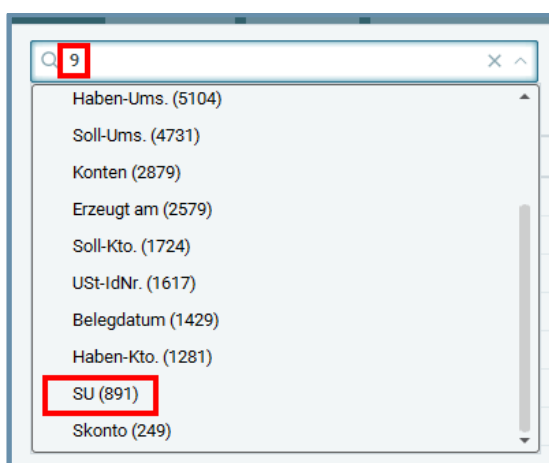 9
Haben-Ums. (5104)
Soll-Ums. (4731)
Konten (2879)
Erzeugt am (2579)
Soll-Kto. (1724)
USt-IdNr. (1617)
Belegdatum (1429)
Haben-Kto. (1281)
SU (891)
Skonto (249)